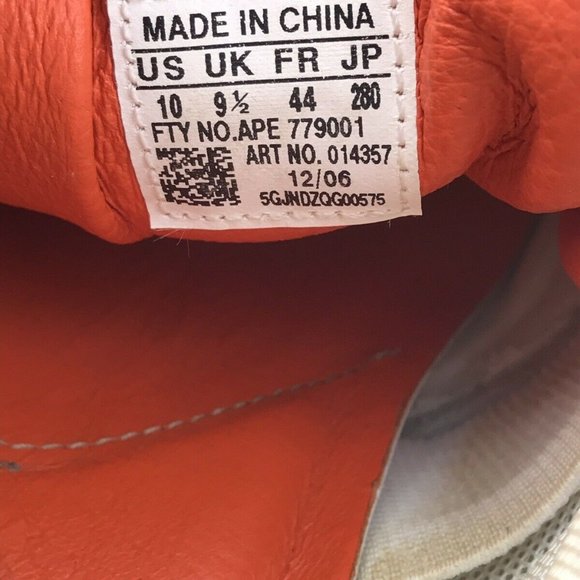 MADE IN CHINA
US UK FR JP
10 9½ 44 280
FTY NO.APE 779001
ART NO. 014357
12/06
5GJNDZQG00575